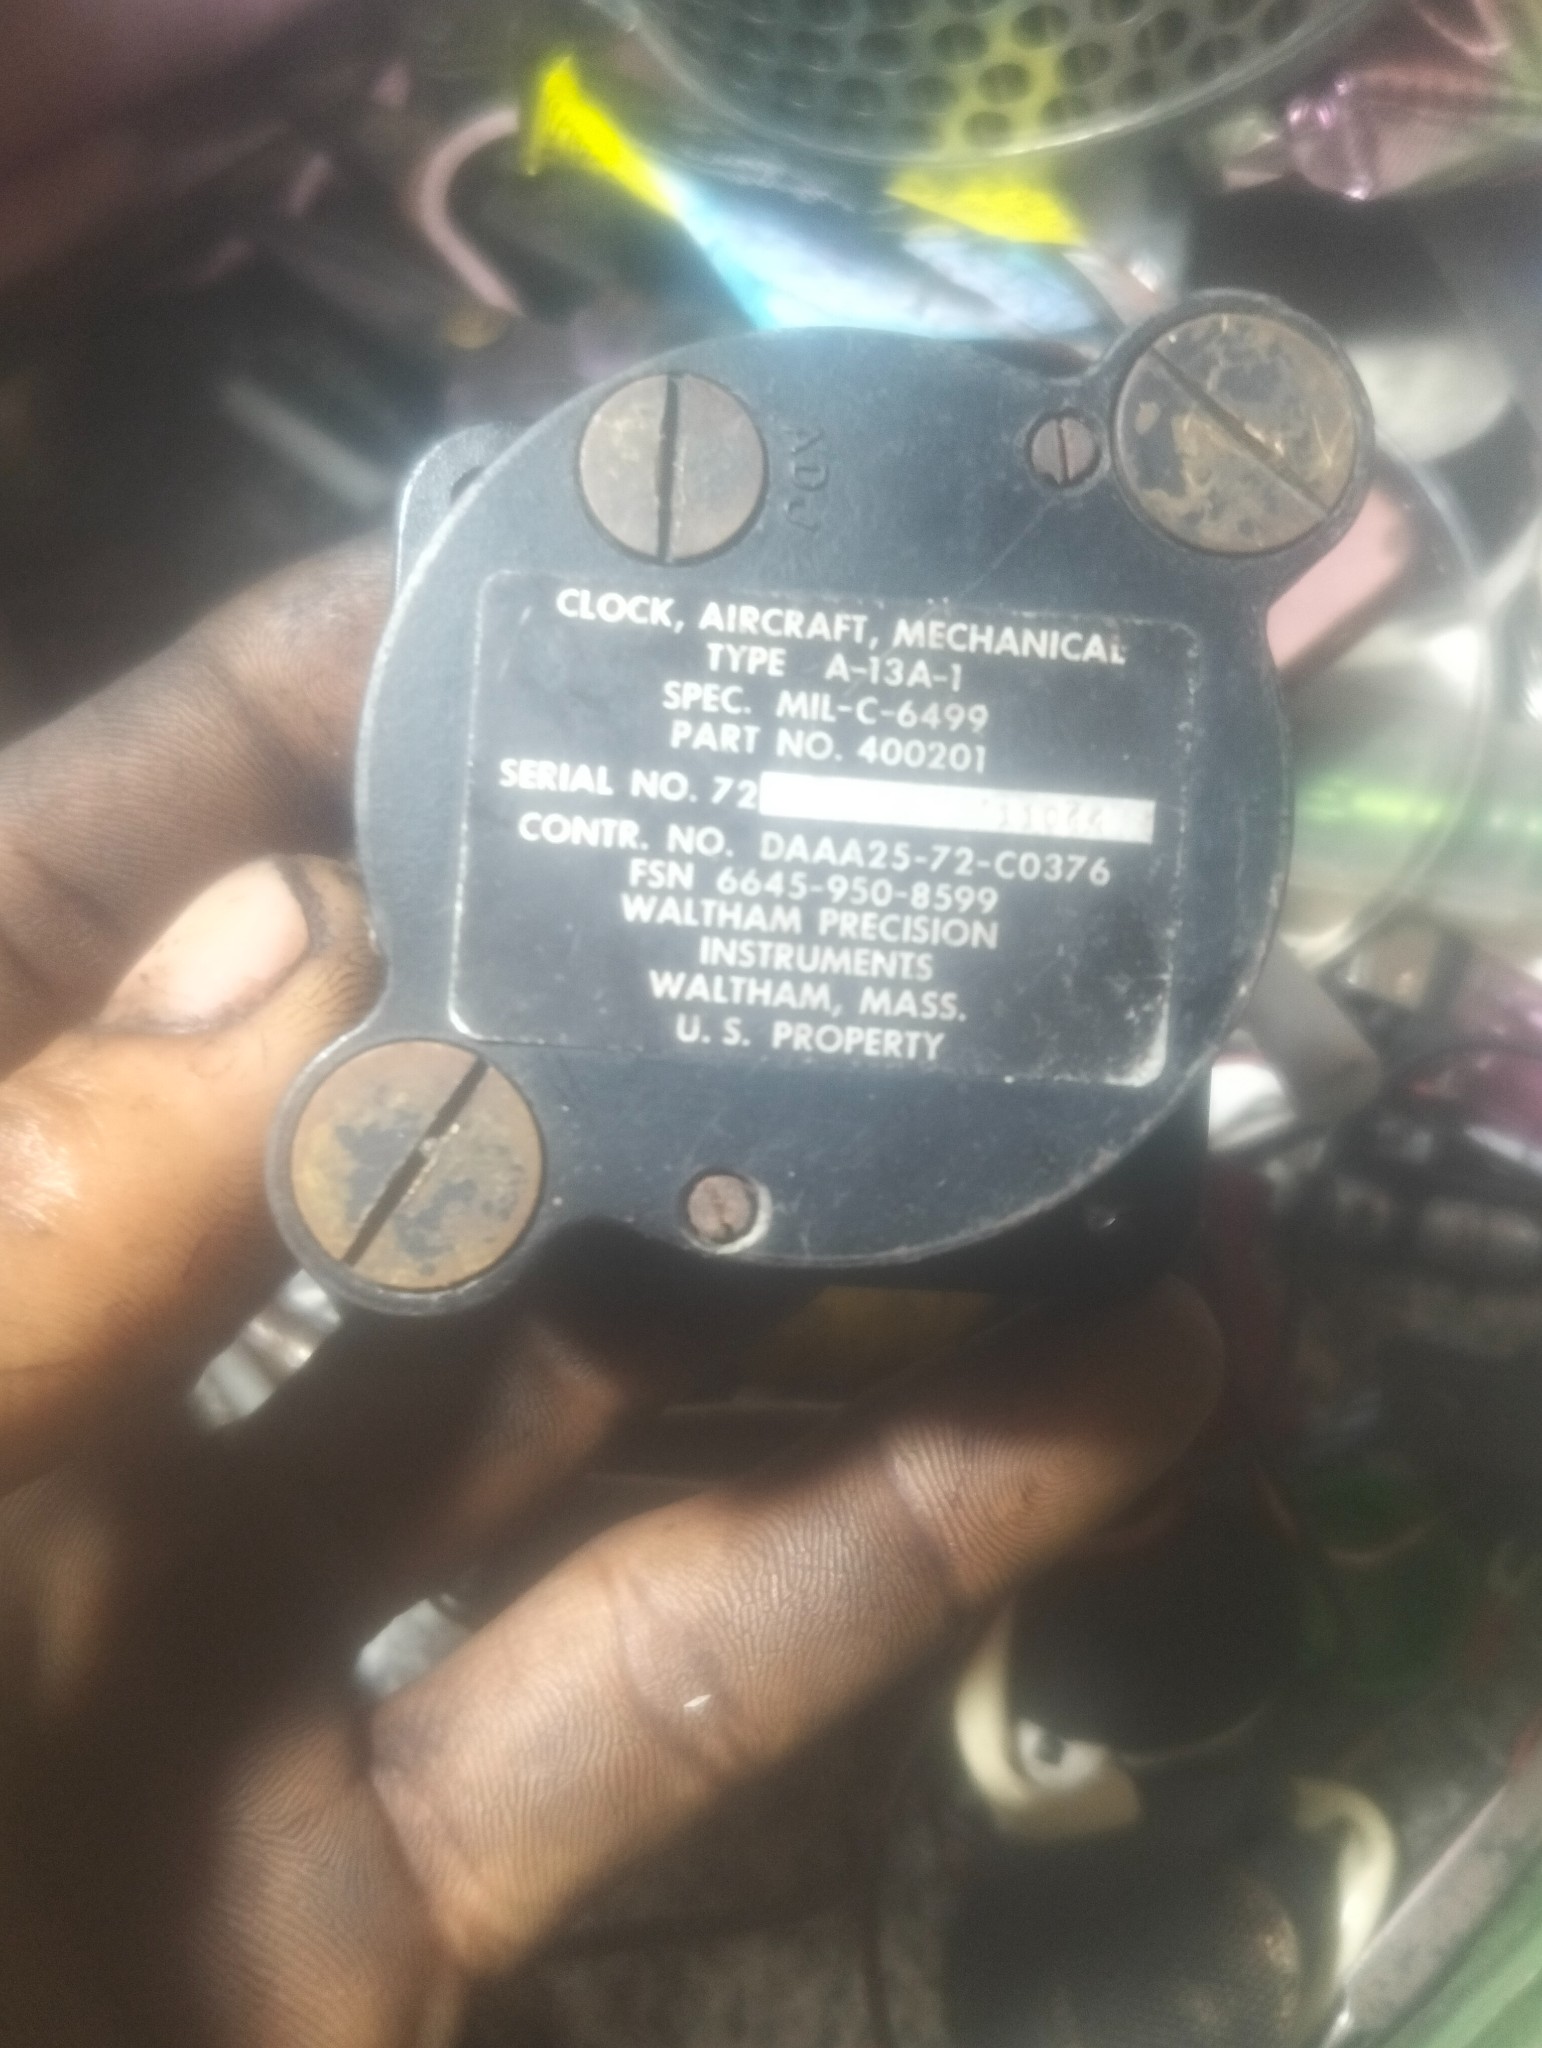 ADJ
CLOCK, AIRCRAFT, MECHANICAL
TYPE A-13A-1
SPEC. MIL-C-6499
PART NO. 400201
SERIAL NO. 72
CONTR. NO. DAAA25-72-C0376
FSN 6645-950-8599
WALTHAM PRECISION
INSTRUMENTS
WALTHAM, MASS.
U. S. PROPERTY